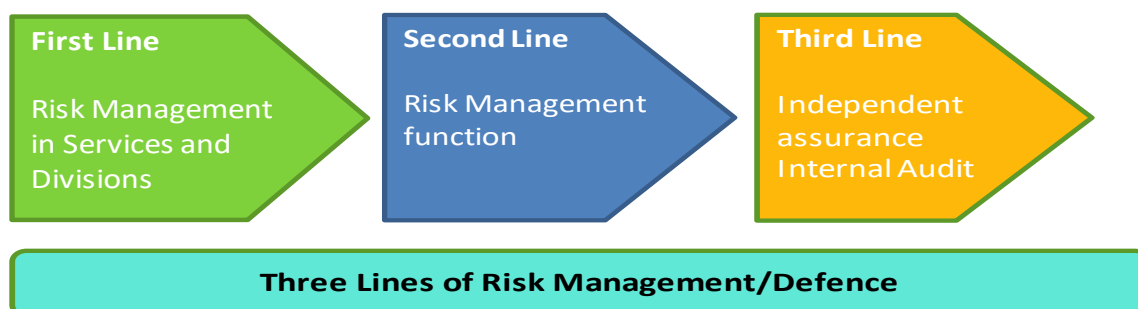 First Line
Risk Management
in Services and
Divisions
Second Line
Risk Management
function
Third Line
Independent
assurance
Internal Audit
Three Lines of Risk Management/Defence